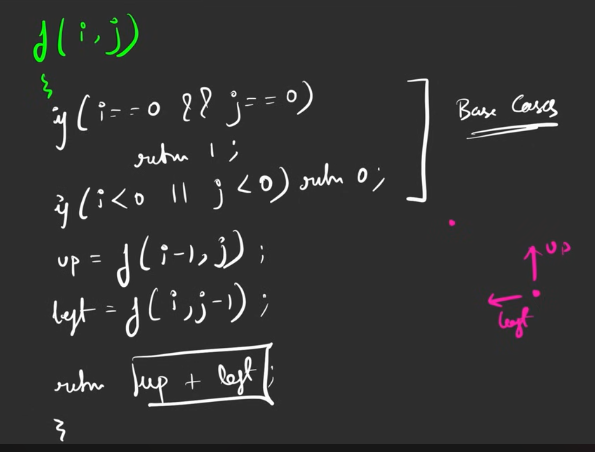 f(i,j)
{
if(i==0 && j==0)
return 1;
if(i<0 || j<0) return 0;
Base Cases
up = f(i-1,j);
left = f(i,j-1);
up
left
return up + left;
}